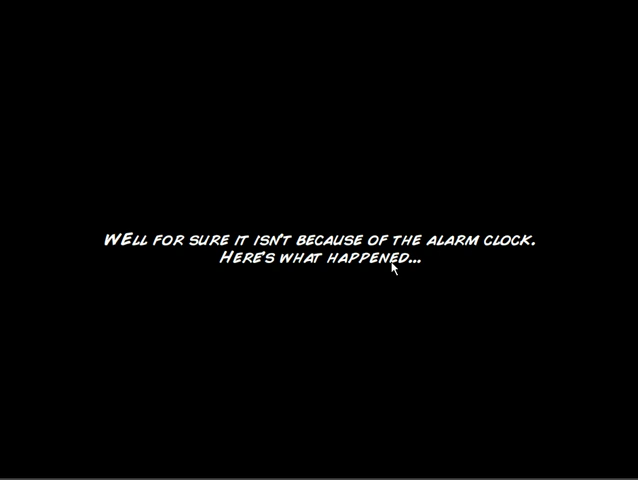 WELL FOR SURE IT ISN'T BECAUSE OF THE ALARM CLOCK.
HERE'S WHAT HAPPENED...